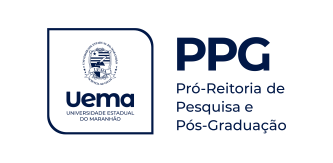 Uema
UNIVERSIDADE ESTADUAL
DO MARANHÃO
PPG
Pró-Reitoria de
Pesquisa e
Pós-Graduação